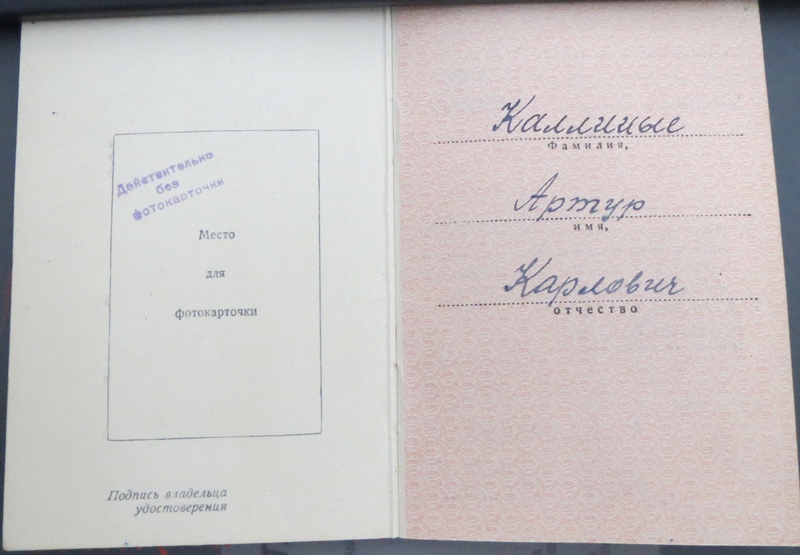 Действительно
без
фотокарточки
Место
для
фотокарточки
Подпись владельца
удостоверения
Каллиные
Фамилия,
Артур
имя,
Карлович
отчество